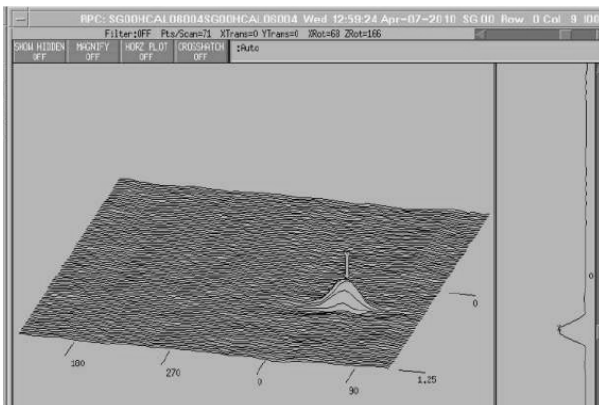 RPC: SG00HCAL06004SG00HCAL06004 Wed 12:59:24 Apr-07-2010 SG 00 Row 0 Col 9
Filter:OFF Pts/Scan=71 XTrans=0 YTrans=0 XRot=68 ZRot=166
SHOW HIDDEN OFF
MAGNIFY OFF
HORZ PLOT OFF
CROSSHATCH OFF
:Auto
0
0
180
270
0
90
1.25